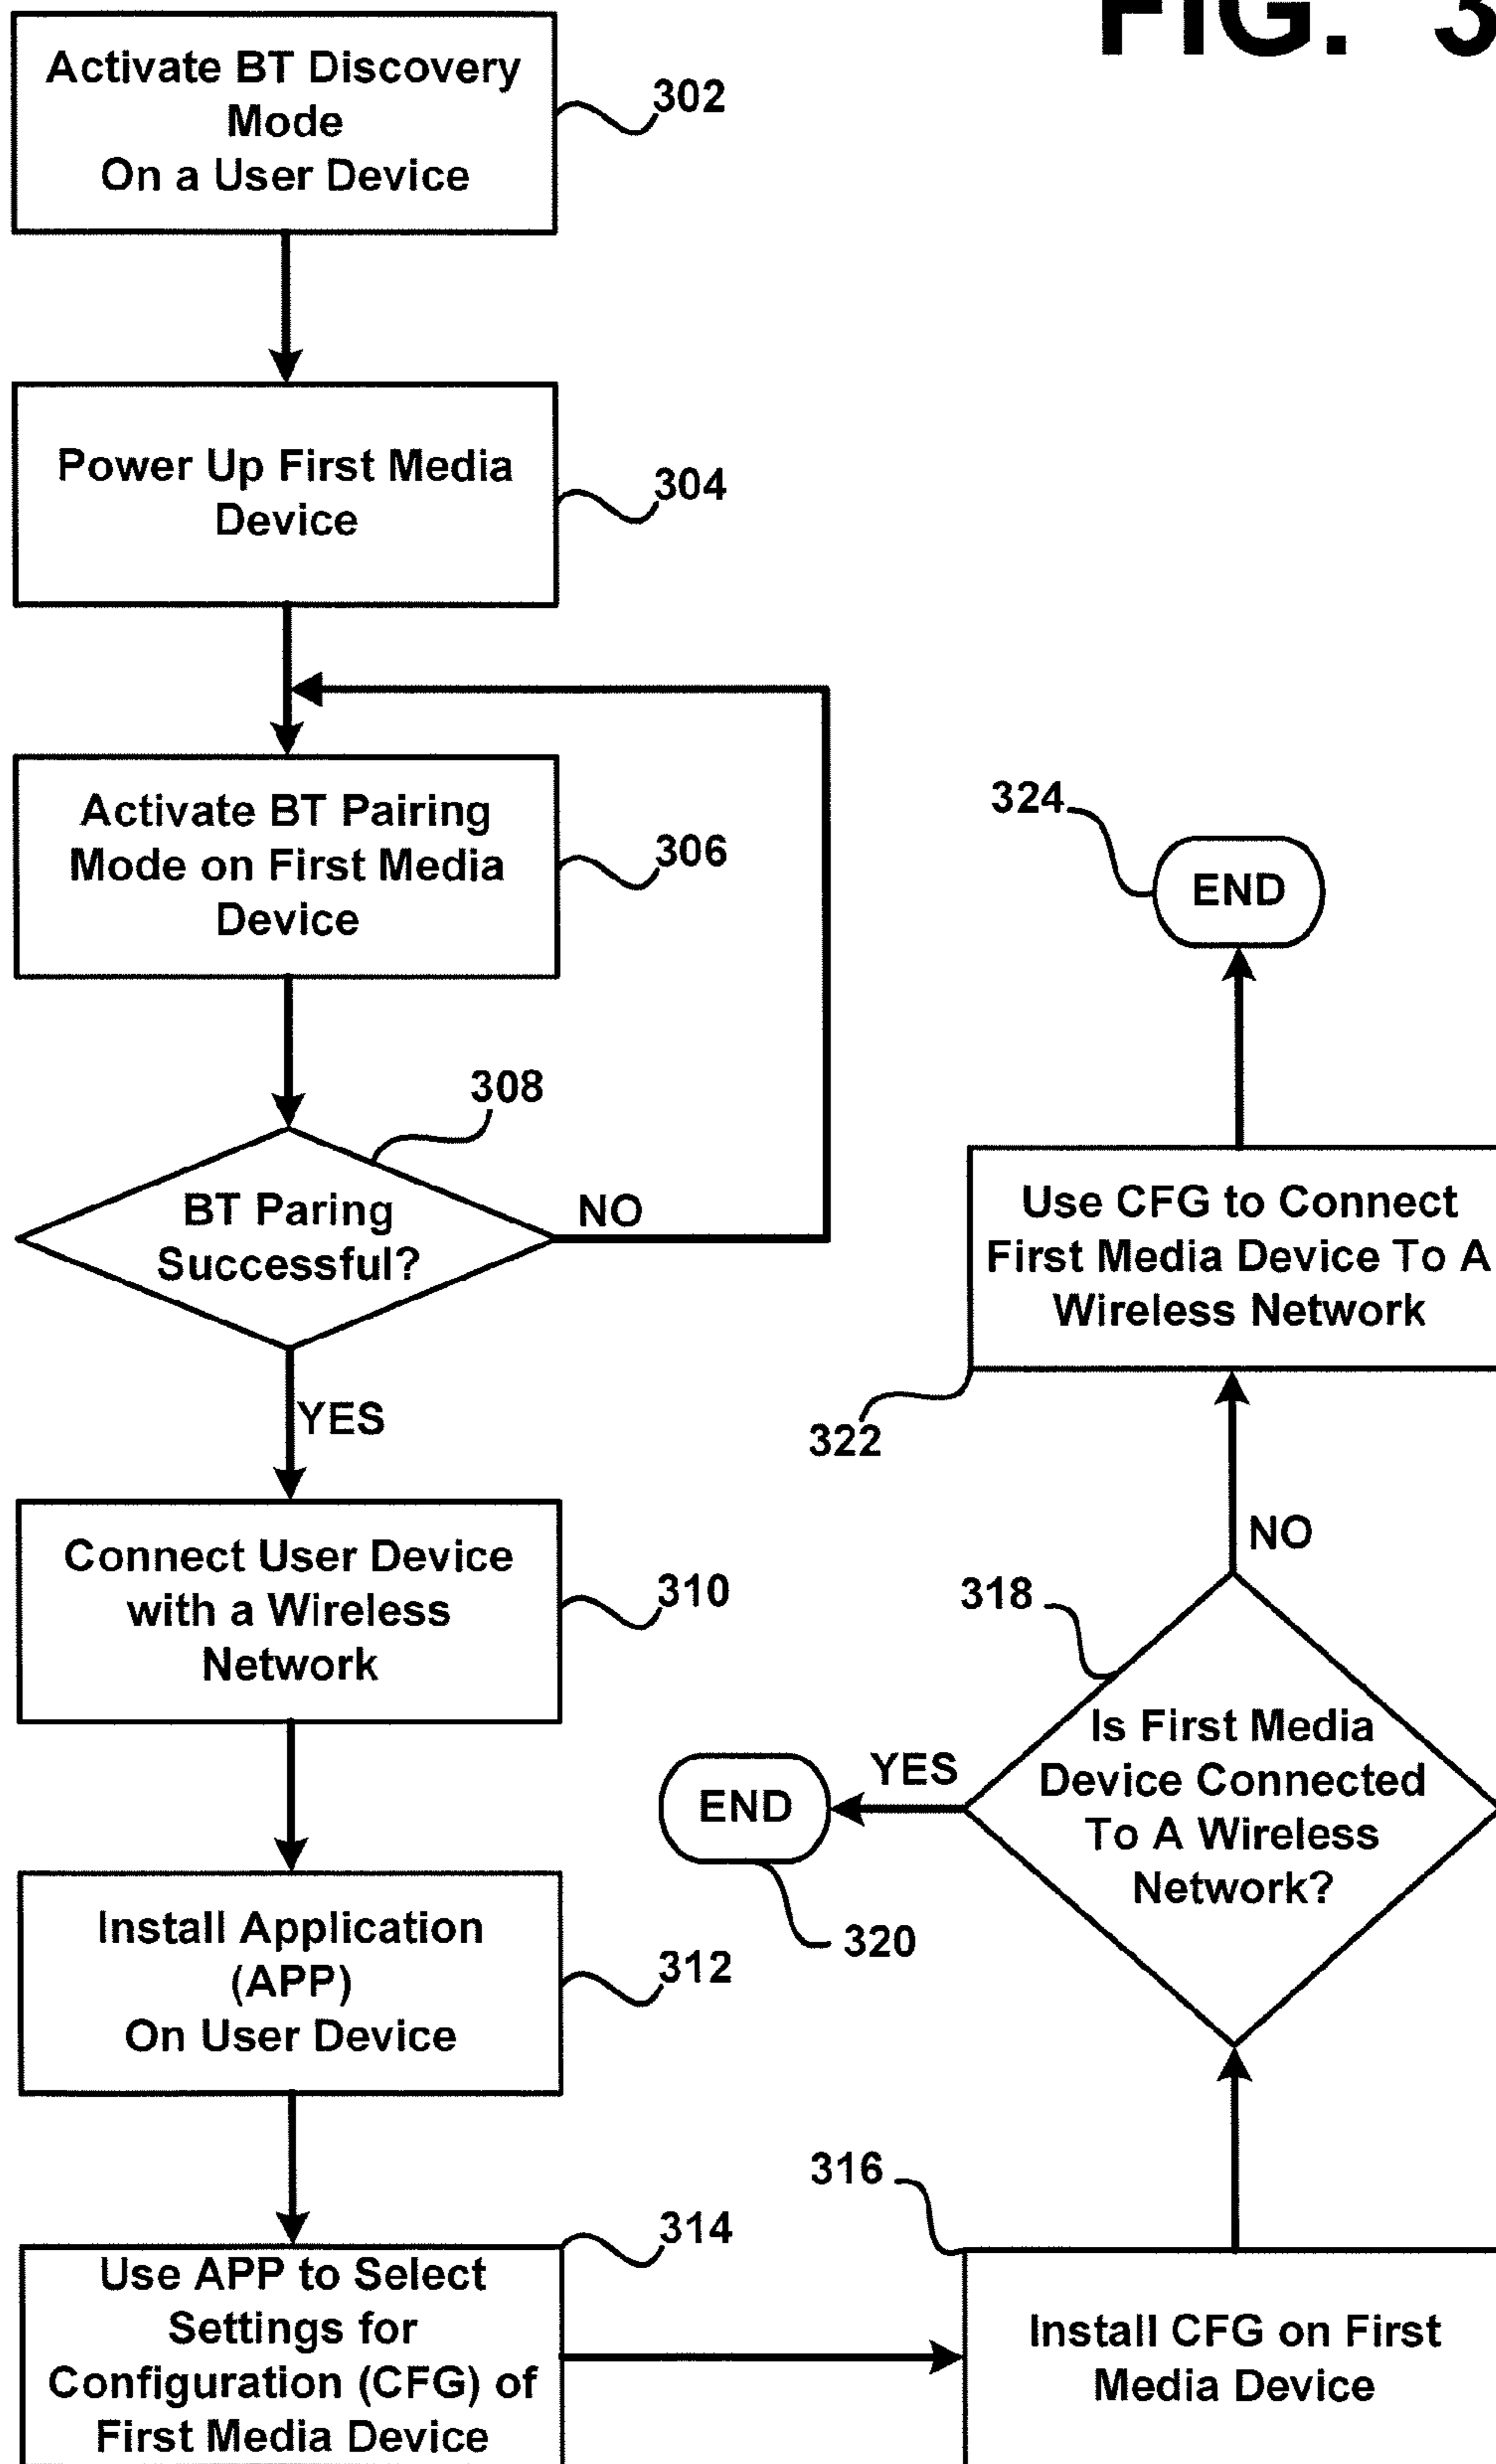 FIG. 3
Activate BT Discovery
Mode
On a User Device
302
Power Up First Media
Device
304
Activate BT Pairing
Mode on First Media
Device
306
308
BT Paring
Successful?
NO
YES
Connect User Device
with a Wireless
Network
310
Install Application
(APP)
On User Device
312
314
Use APP to Select
Settings for
Configuration (CFG) of
First Media Device
316
Install CFG on First
Media Device
318
Is First Media
Device Connected
To A Wireless
Network?
YES
END
320
NO
Use CFG to Connect
First Media Device To A
Wireless Network
322
324
END